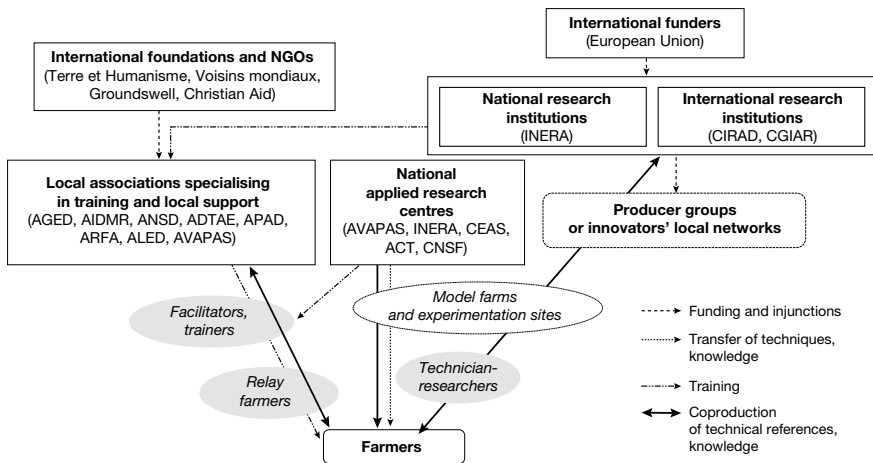 International funders
(European Union)
International foundations and NGOs
(Terre et Humanisme, Voisins mondiaux,
Groundswell, Christian Aid)
National research
institutions
(INERA)
International research
institutions
(CIRAD, CGIAR)
Local associations specialising
in training and local support
(AGED, AIDMR, ANSD, ADTAE, APAD,
ARFA, ALED, AVAPAS)
National
applied research
centres
(AVAPAS, INERA, CEAS,
ACT, CNSF)
Producer groups
or innovators’ local networks
Facilitators,
trainers
Model farms
and experimentation sites
Relay
farmers
Technician-
researchers
Farmers
Funding and injunctions
Transfer of techniques,
knowledge
Training
Coproduction
of technical references,
knowledge